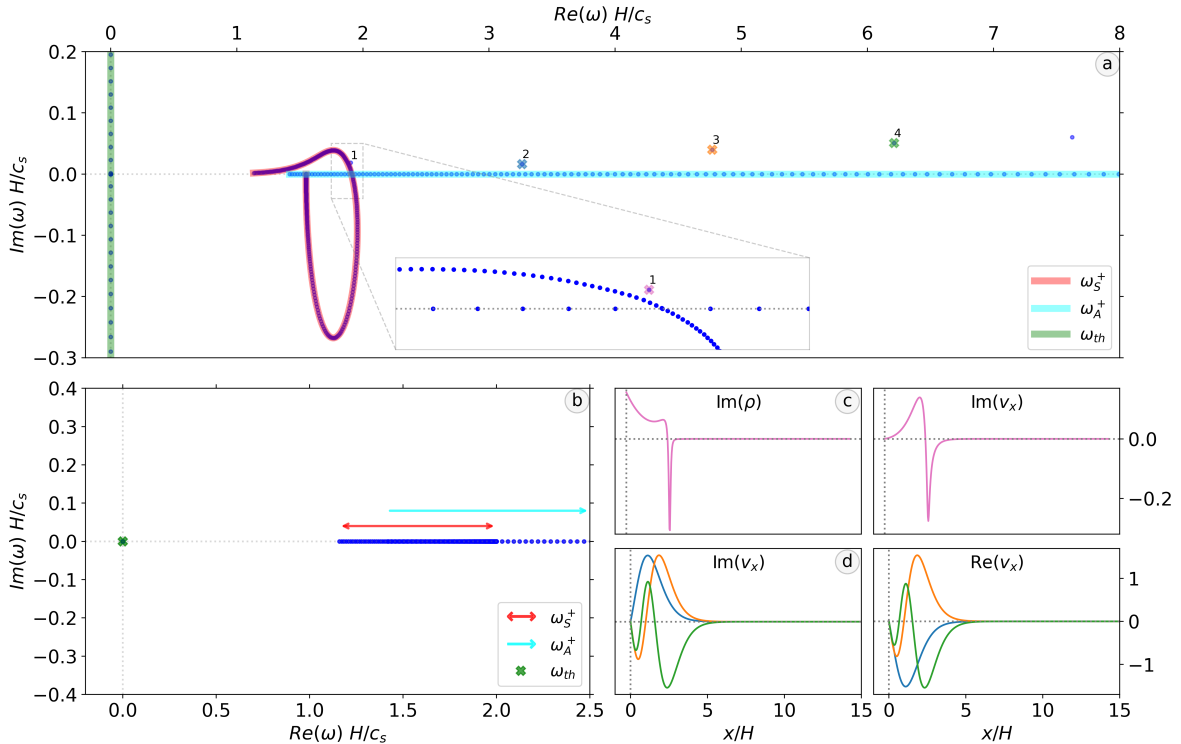 Re(ω) H/c_s
0 1 2 3 4 5 6 7 8
a
0.2
0.1
0.0
−0.1
−0.2
−0.3
Im(ω) H/c_s
1 2 3 4
1
ω_S^+
ω_A^+
ω_th
b
0.4
0.3
0.2
0.1
0.0
−0.1
−0.2
−0.3
−0.4
Im(ω) H/c_s
ω_S^+
ω_A^+
ω_th
0.0 0.5 1.0 1.5 2.0 2.5
Re(ω) H/c_s
Im(ρ)
c
Im(v_x)
0.0
−0.2
Im(v_x)
d
Re(v_x)
1
0
−1
0 5 10 15
x/H
0 5 10 15
x/H